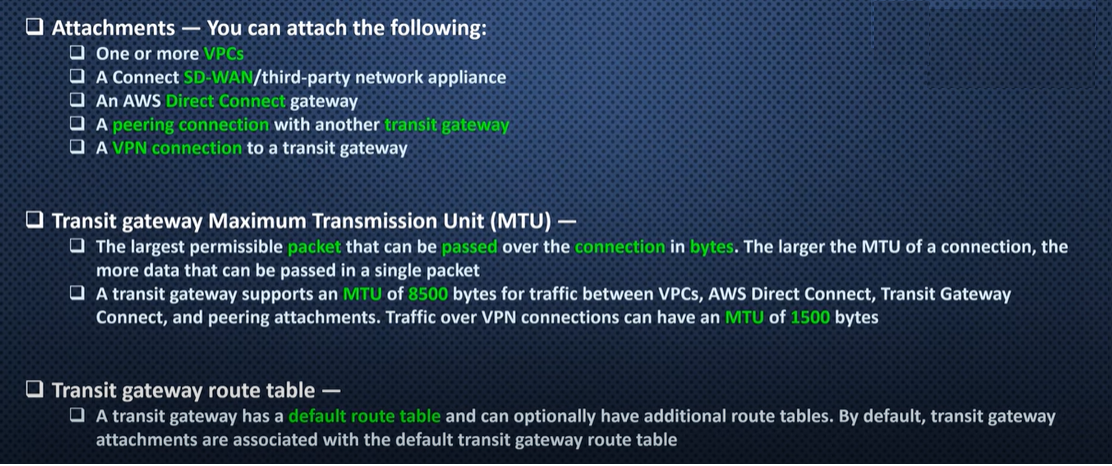 ❑ Attachments — You can attach the following:
❑ One or more VPCs
❑ A Connect SD-WAN/third-party network appliance
❑ An AWS Direct Connect gateway
❑ A peering connection with another transit gateway
❑ A VPN connection to a transit gateway
❑ Transit gateway Maximum Transmission Unit (MTU) —
❑ The largest permissible packet that can be passed over the connection in bytes. The larger the MTU of a connection, the
more data that can be passed in a single packet
❑ A transit gateway supports an MTU of 8500 bytes for traffic between VPCs, AWS Direct Connect, Transit Gateway
Connect, and peering attachments. Traffic over VPN connections can have an MTU of 1500 bytes
❑ Transit gateway route table —
❑ A transit gateway has a default route table and can optionally have additional route tables. By default, transit gateway
attachments are associated with the default transit gateway route table